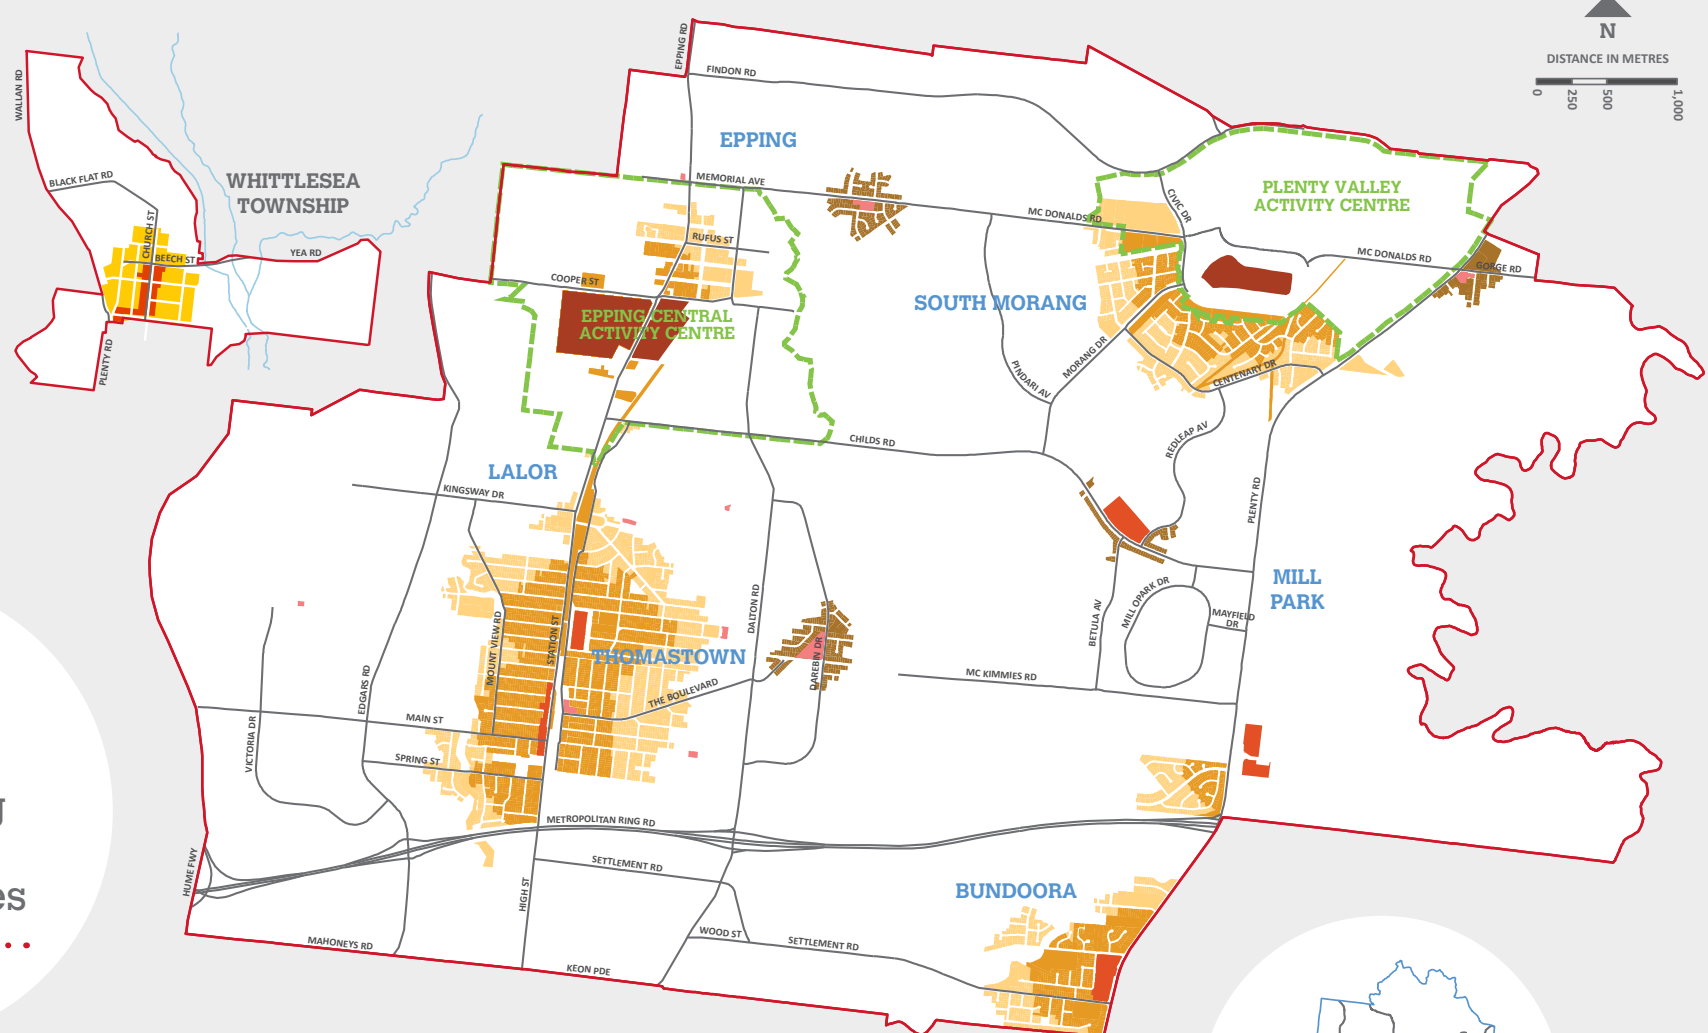 N
DISTANCE IN METRES
0
250
500
1,000
WALLAN RD
BLACK FLAT RD
CHURCH ST
BEECH ST
YEA RD
PLENTY RD
WHITTLESEA
TOWNSHIP
EPPING RD
FINDON RD
EPPING
MEMORIAL AVE
RUFUS ST
COOPER ST
EPPING CENTRAL
ACTIVITY CENTRE
MC DONALDS RD
CIVIC DR
PLENTY VALLEY
ACTIVITY CENTRE
MC DONALDS RD
GORGE RD
SOUTH MORANG
PINDARI AV
MORANG DR
CENTENARY DR
REDLEAP AV
CHILDS RD
PLENTY RD
LALOR
KINGSWAY DR
MOUNT VIEW RD
STATION ST
THOMASTOWN
DALTON RD
DAREBIN DR
THE BOULEVARD
EDGARS RD
VICTORIA DR
MAIN ST
SPRING ST
BETULA AV
MILL OPARK DR
MAYFIELD
DR
MILL
PARK
MC KIMMIES RD
METROPOLITAN RING RD
HUME FWY
HIGH ST
SETTLEMENT RD
WOOD ST
SETTLEMENT RD
MAHONEYS RD
KEON PDE
BUNDOORA
es